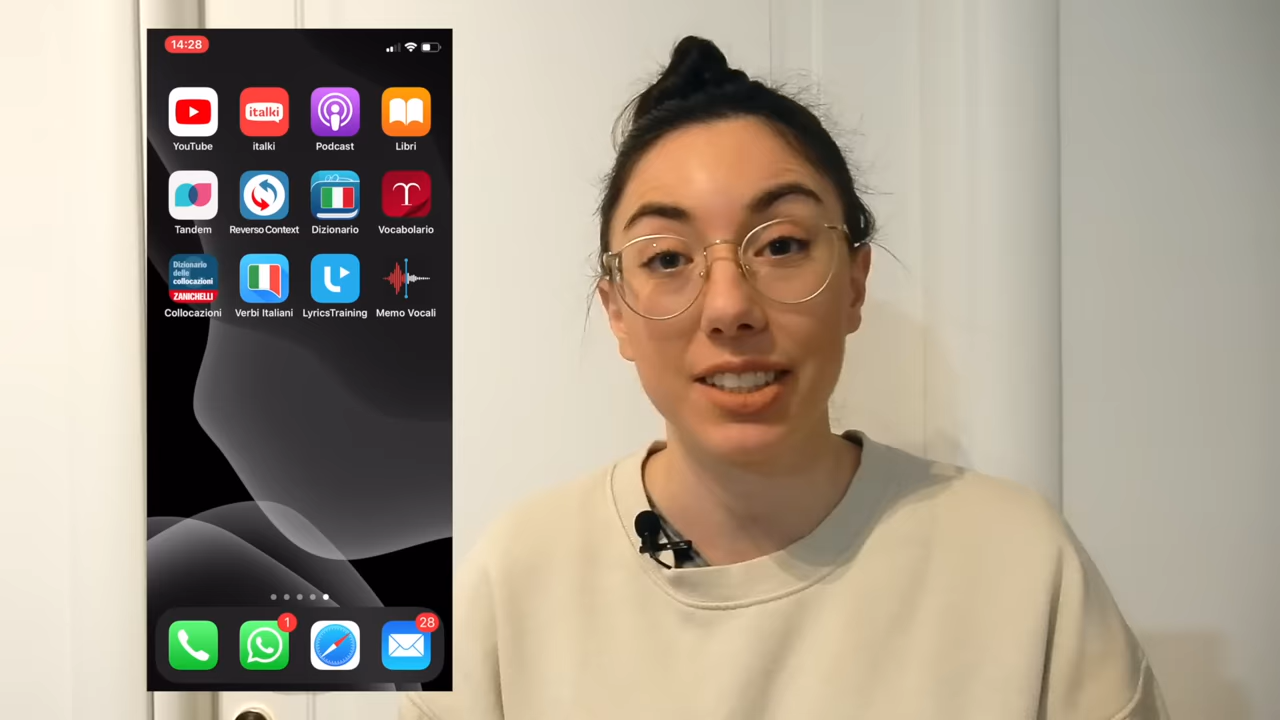 14:28
italki
YouTube
italki
Podcast
Libri
T
Tandem
Reverso Context
Dizionario
Vocabolario
Dizionario
delle
collocazioni
ZANICHELLI
Collocazioni
Verbi Italiani
LyricsTraining
Memo Vocali
1
28